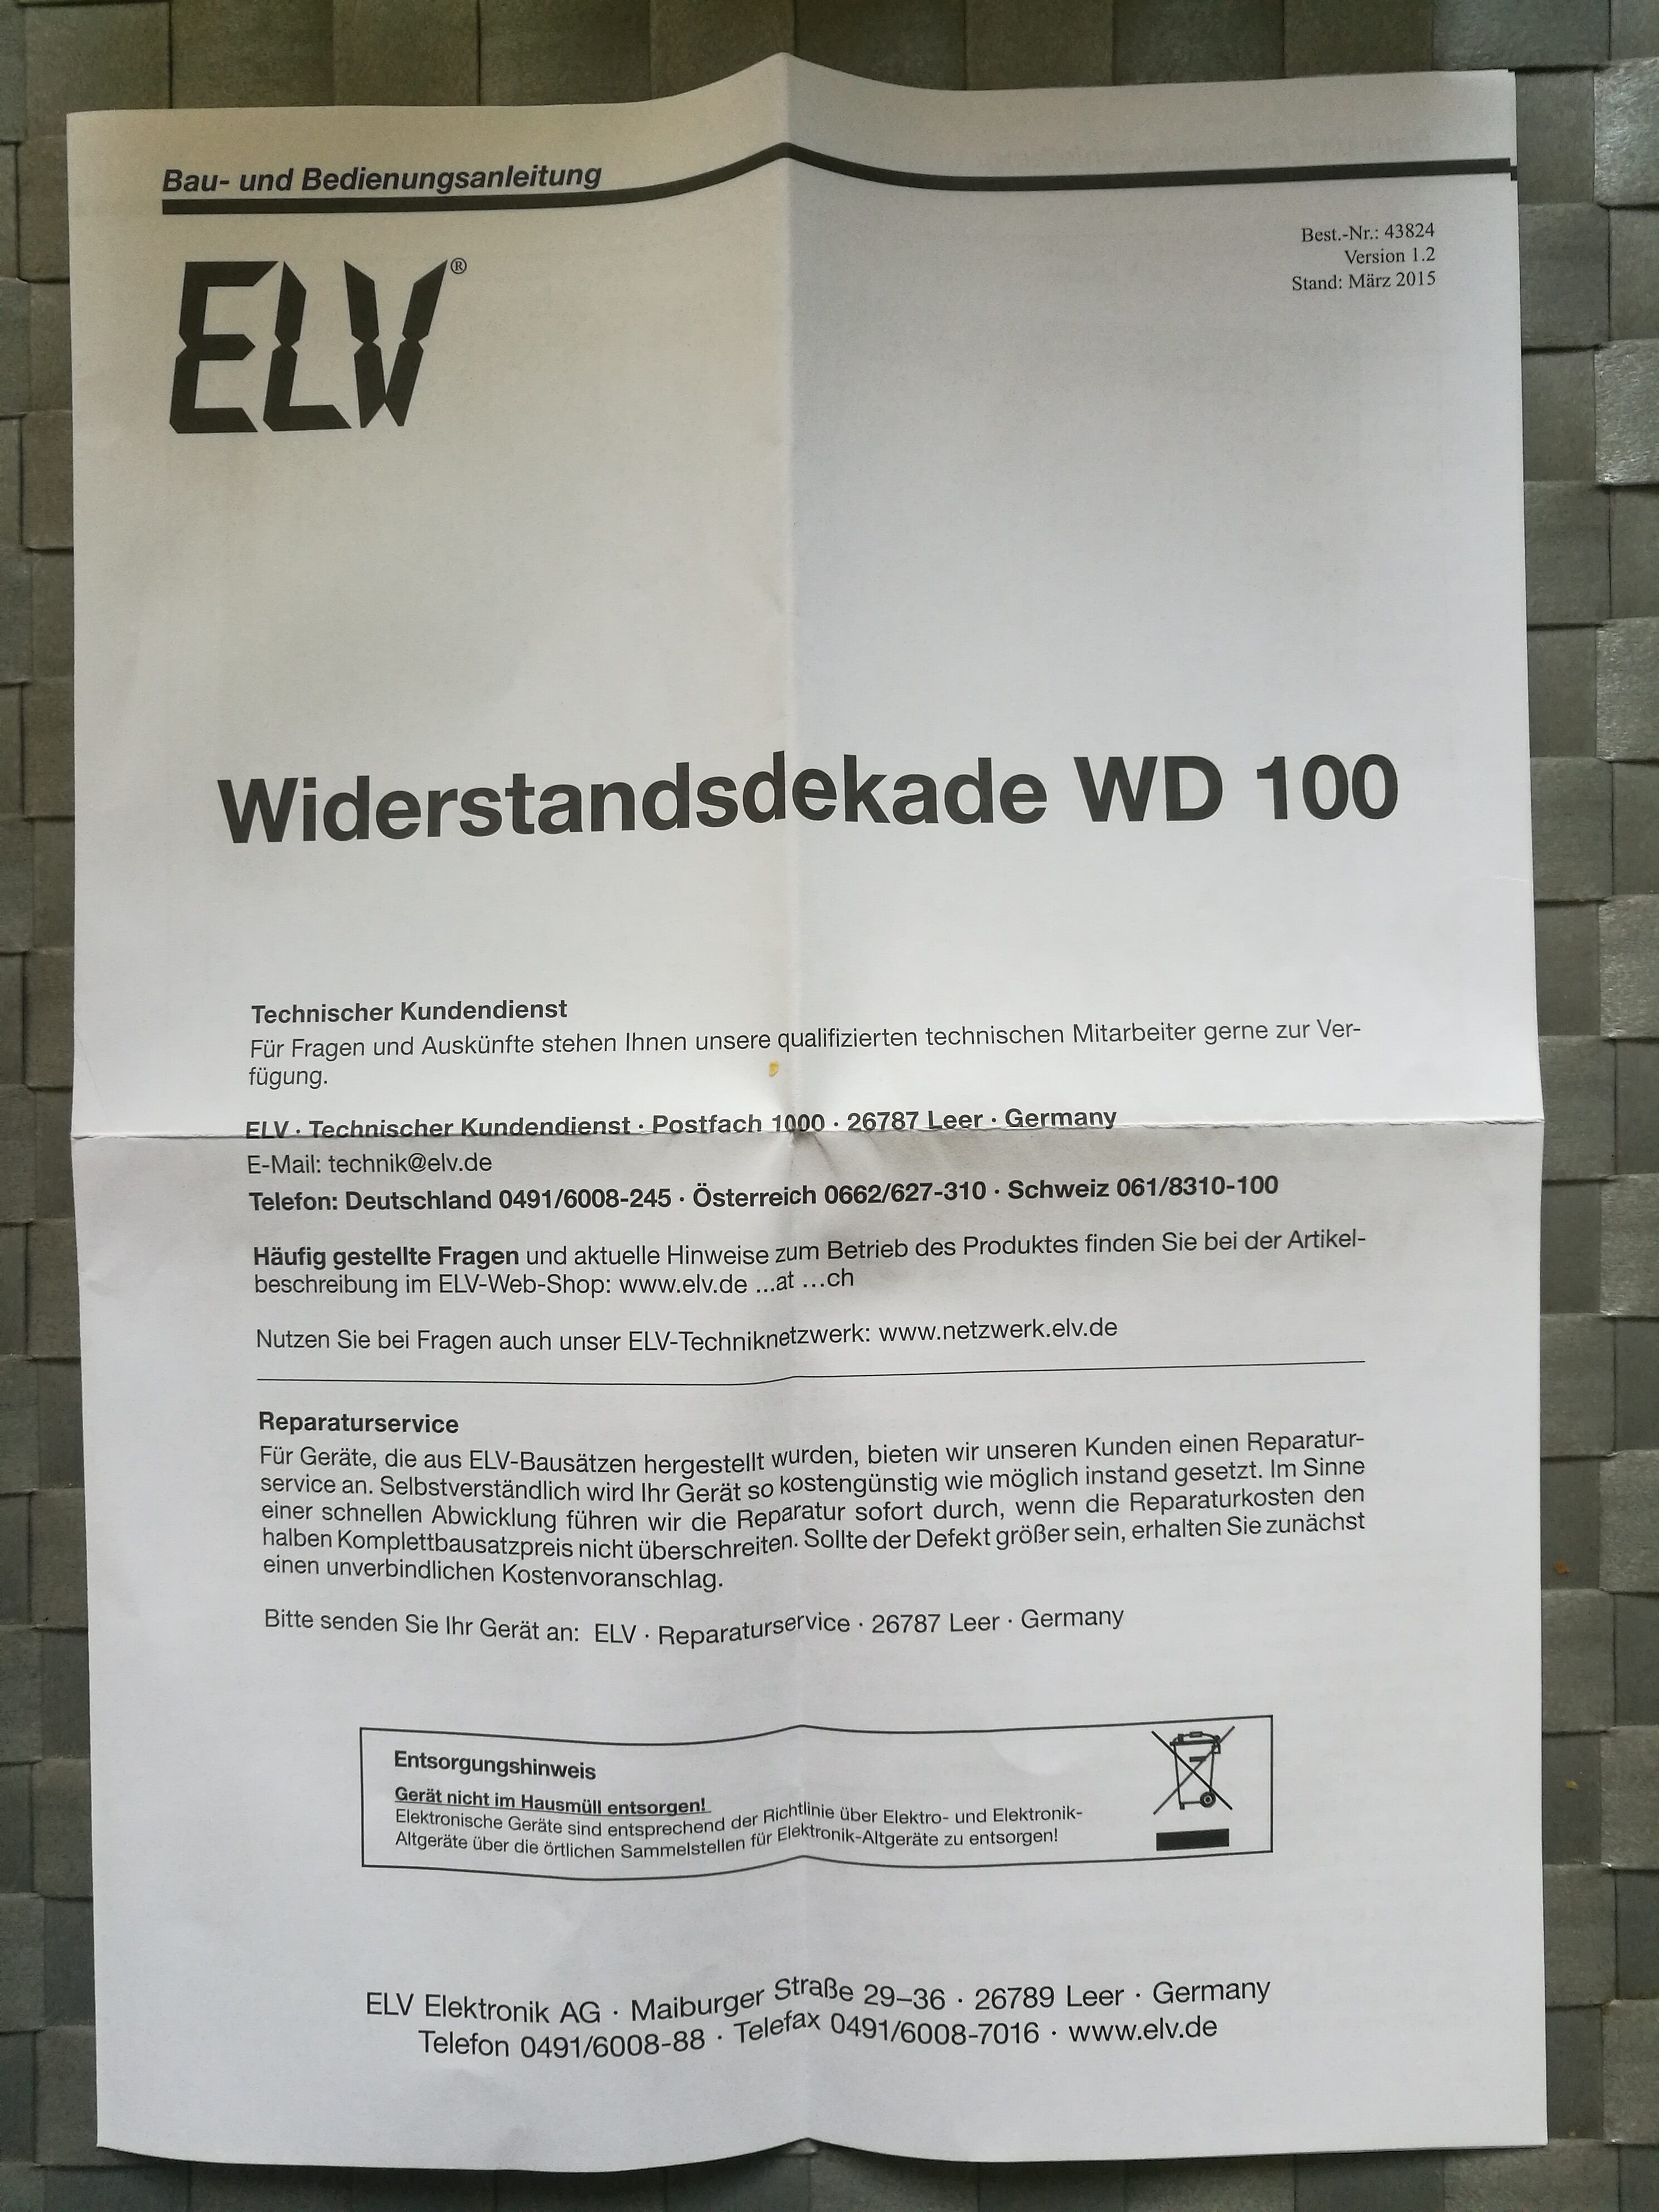 Bau- und Bedienungsanleitung
Best.-Nr.: 43824
Version 1.2
Stand: März 2015
ELV®
Widerstandsdekade WD 100
Technischer Kundendienst
Für Fragen und Auskünfte stehen Ihnen unsere qualifizierten technischen Mitarbeiter gerne zur Ver-
fügung.
ELV · Technischer Kundendienst · Postfach 1000 · 26787 Leer · Germany
E-Mail: technik@elv.de
Telefon: Deutschland 0491/6008-245 · Österreich 0662/627-310 · Schweiz 061/8310-100
Häufig gestellte Fragen und aktuelle Hinweise zum Betrieb des Produktes finden Sie bei der Artikel-
beschreibung im ELV-Web-Shop: www.elv.de ...at ...ch
Nutzen Sie bei Fragen auch unser ELV-Techniknetzwerk: www.netzwerk.elv.de
Reparaturservice
Für Geräte, die aus ELV-Bausätzen hergestellt wurden, bieten wir unseren Kunden einen Reparatur-
service an. Selbstverständlich wird Ihr Gerät so kostengünstig wie möglich instand gesetzt. Im Sinne
einer schnellen Abwicklung führen wir die Reparatur sofort durch, wenn die Reparaturkosten den
halben Komplettbausatzpreis nicht überschreiten. Sollte der Defekt größer sein, erhalten Sie zunächst
einen unverbindlichen Kostenvoranschlag.
Bitte senden Sie Ihr Gerät an: ELV · Reparaturservice · 26787 Leer · Germany
Entsorgungshinweis
Gerät nicht im Hausmüll entsorgen!
Elektronische Geräte sind entsprechend der Richtlinie über Elektro- und Elektronik-
Altgeräte über die örtlichen Sammelstellen für Elektronik-Altgeräte zu entsorgen!
ELV Elektronik AG · Maiburger Straße 29–36 · 26789 Leer · Germany
Telefon 0491/6008-88 · Telefax 0491/6008-7016 · www.elv.de